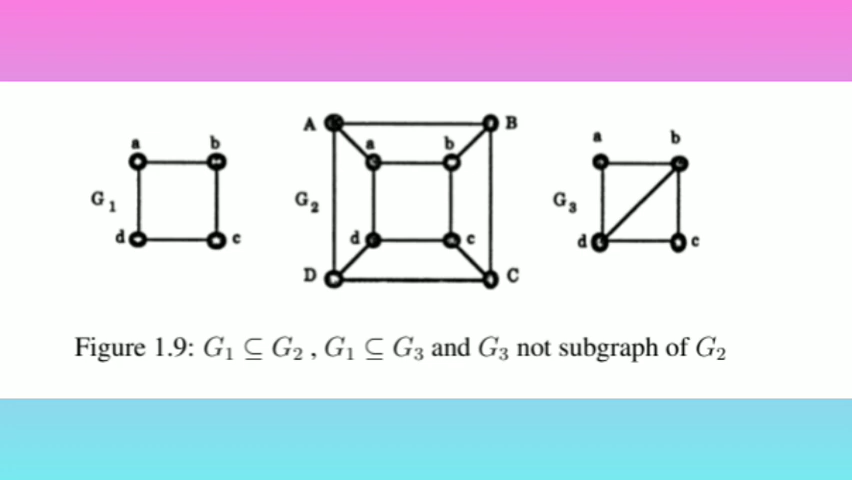 A B
a b a b a b
G1 G2 G3
d c d c d c
D C
Figure 1.9: G1 ⊆ G2 , G1 ⊆ G3 and G3 not subgraph of G2